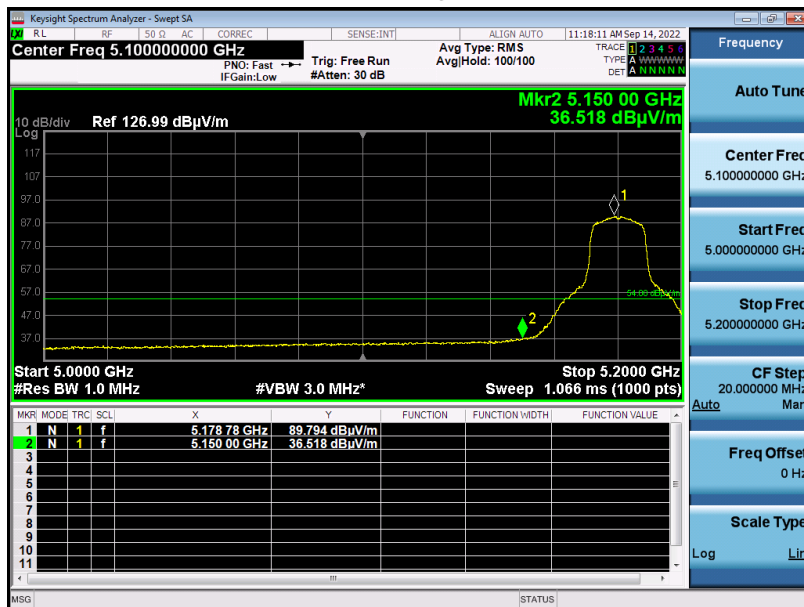 Keysight Spectrum Analyzer - Swept SA
LXI RL RF 50 Ω AC CORREC SENSE:INT ALIGN AUTO 11:18:11 AM Sep 14, 2022
Center Freq 5.100000000 GHz
PNO: Fast
IFGain:Low
Trig: Free Run
#Atten: 30 dB
Avg Type: RMS
Avg|Hold: 100/100
TRACE 1 2 3 4 5 6
TYPE A WWWWW
DET A N N N N N
Frequency
Auto Tune
Center Freq
5.100000000 GHz
Start Freq
5.000000000 GHz
Stop Freq
5.200000000 GHz
CF Step
20.000000 MHz
Auto Man
Freq Offset
0 Hz
Scale Type
Log Lin
Mkr2 5.150 00 GHz
36.518 dBµV/m
10 dB/div Ref 126.99 dBµV/m
Log
117
107
97.0
87.0
77.0
67.0
57.0
47.0
37.0
1
2
54.00 dBµV/m
Start 5.0000 GHz Stop 5.2000 GHz
#Res BW 1.0 MHz #VBW 3.0 MHz* Sweep 1.066 ms (1000 pts)
MKR MODE TRC SCL X Y FUNCTION FUNCTION WIDTH FUNCTION VALUE
1 N 1 f 5.178 78 GHz 89.794 dBµV/m
2 N 1 f 5.150 00 GHz 36.518 dBµV/m
3
4
5
6
7
8
9
10
11
MSG STATUS